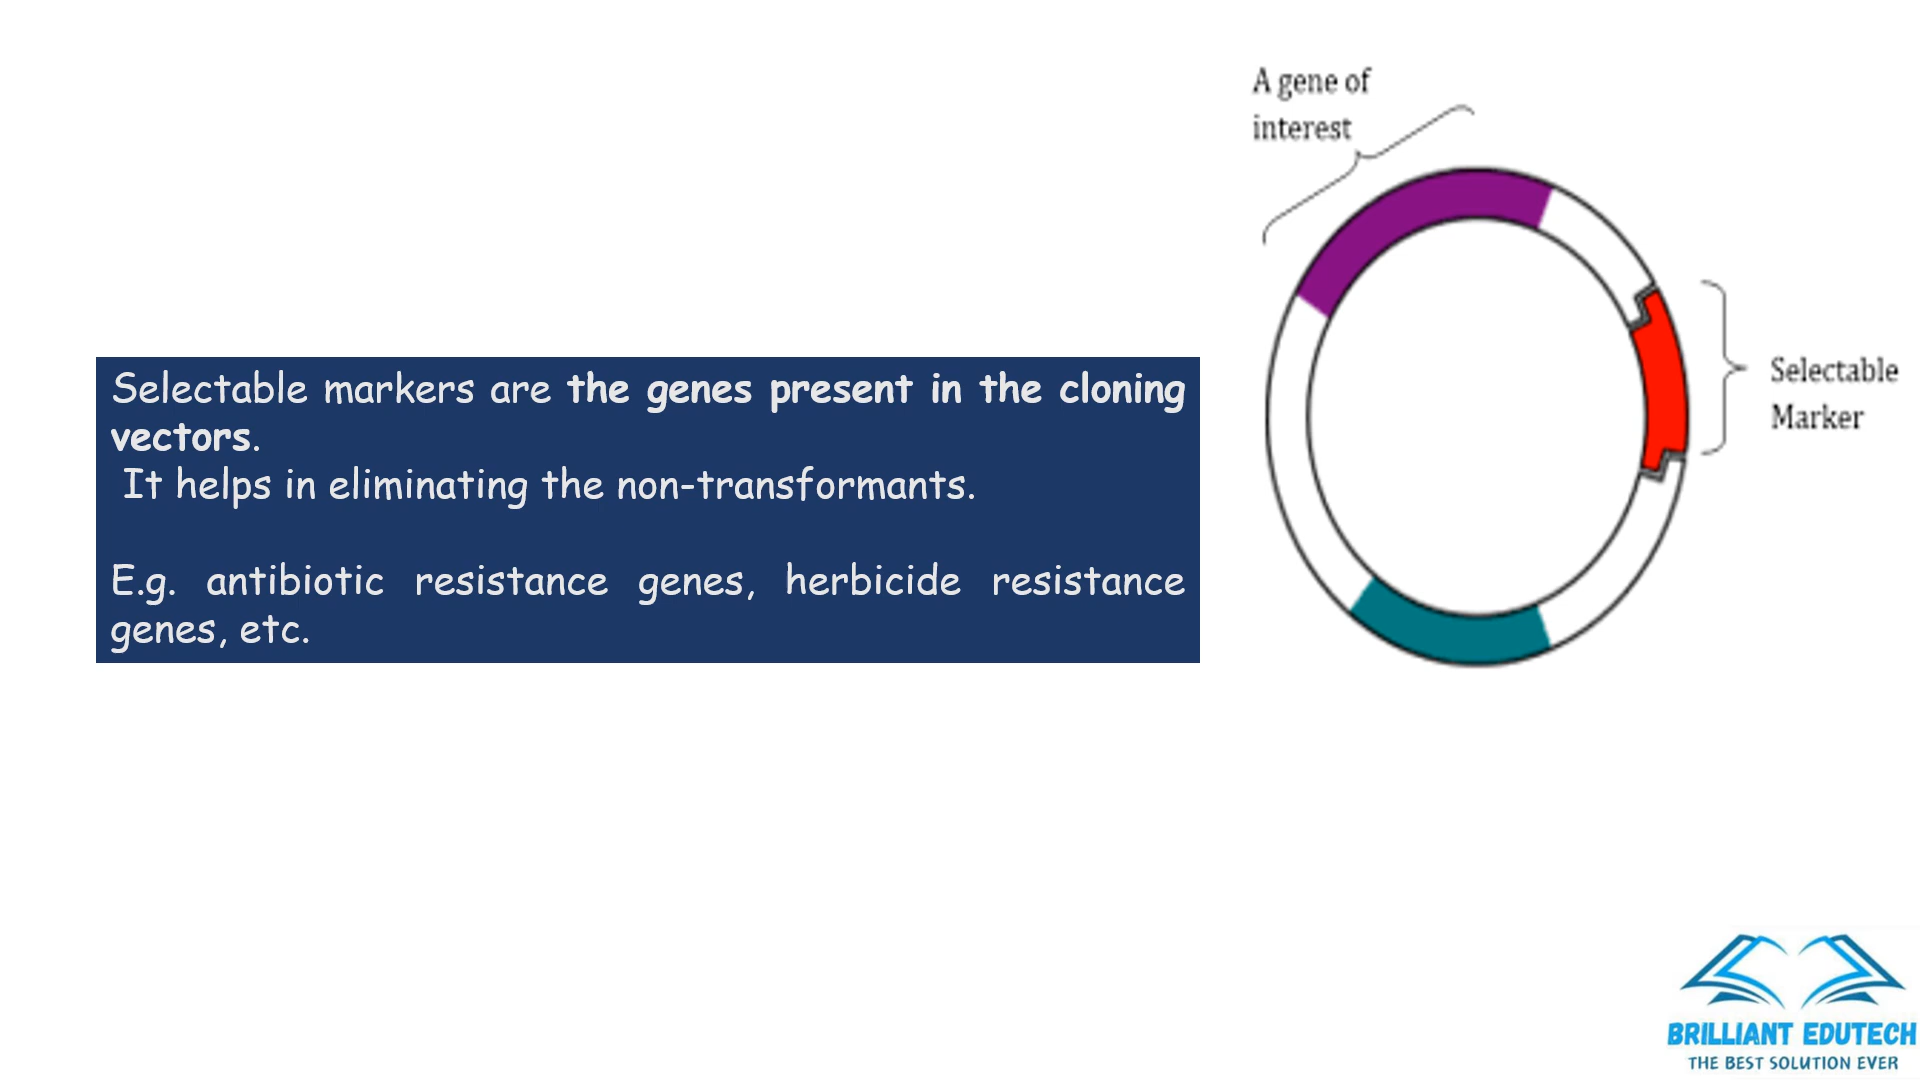 A gene of
interest
Selectable markers are the genes present in the cloning
vectors.
It helps in eliminating the non-transformants.
E.g. antibiotic resistance genes, herbicide resistance
genes, etc.
Selectable
Marker
BRILLIANT EDUTECH
THE BEST SOLUTION EVER